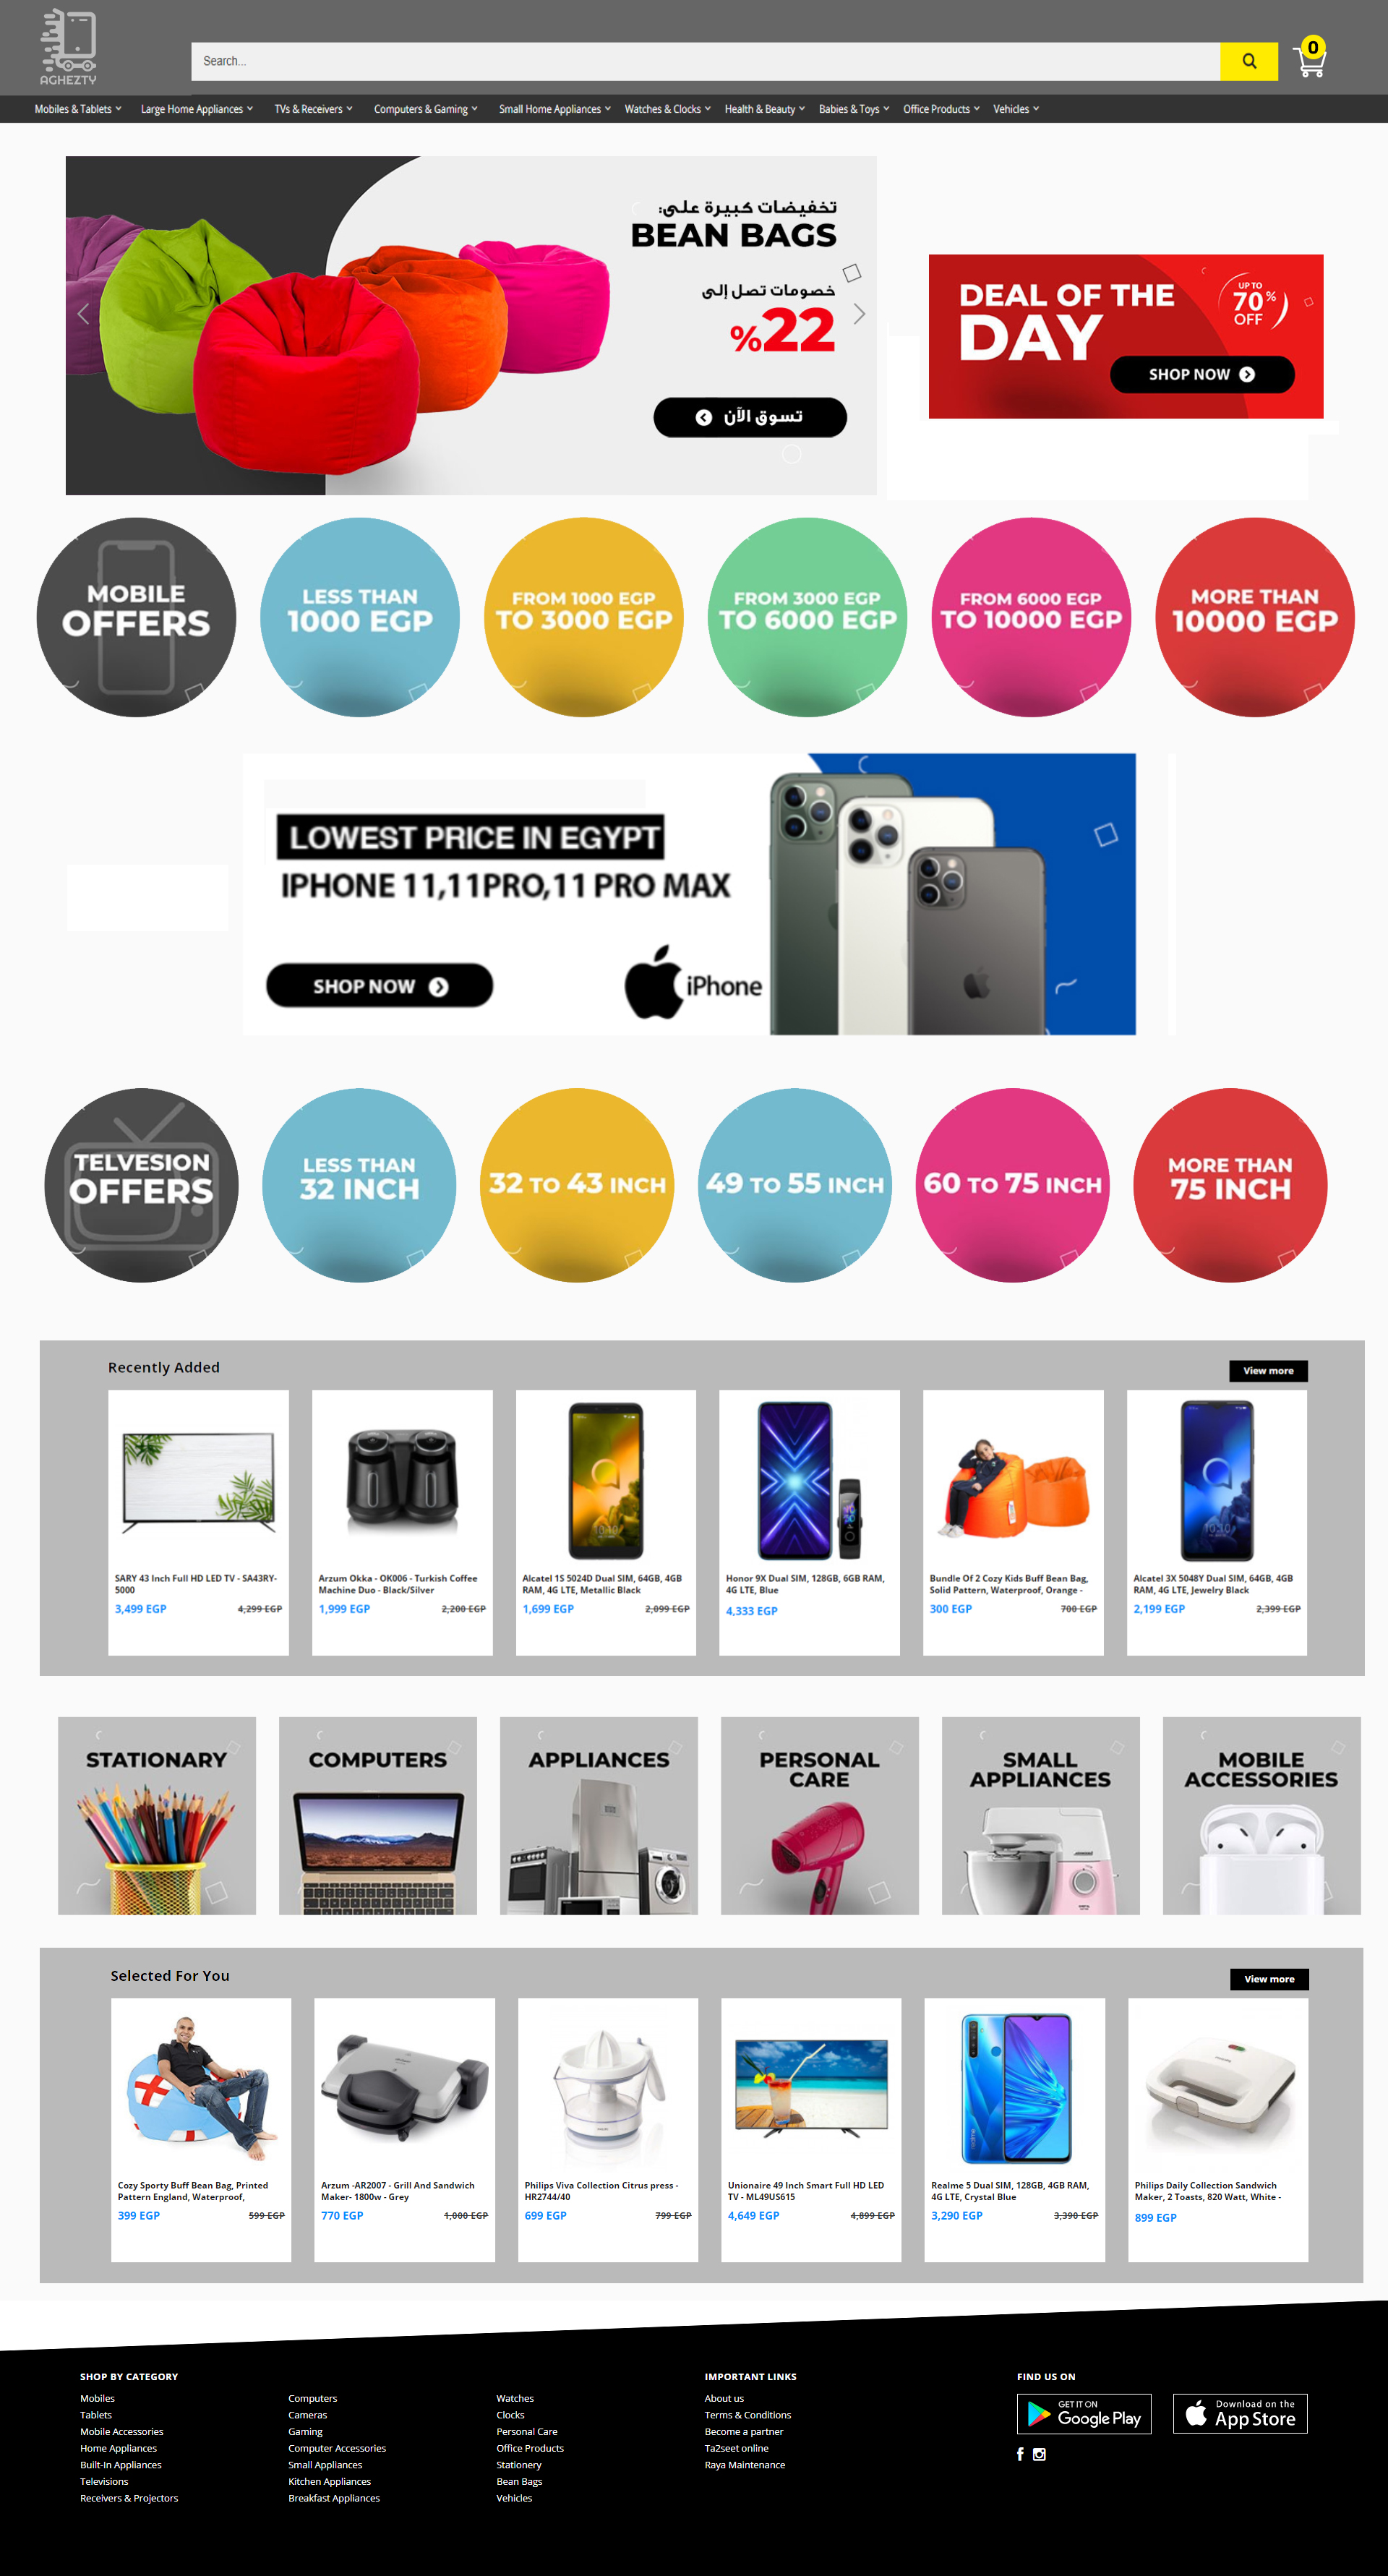 AGHEZTY
Search...
0
Mobiles & Tablets Large Home Appliances TVs & Receivers Computers & Gaming Small Home Appliances Watches & Clocks Health & Beauty Babies & Toys Office Products Vehicles
تخفيضات كبيرة على:
BEAN BAGS
خصومات تصل إلى
%22
تسوق الآن
DEAL OF THE
DAY
UP TO
70%
OFF
SHOP NOW
MOBILE
OFFERS
LESS THAN
1000 EGP
FROM 1000 EGP
TO 3000 EGP
FROM 3000 EGP
TO 6000 EGP
FROM 6000 EGP
TO 10000 EGP
MORE THAN
10000 EGP
LOWEST PRICE IN EGYPT
IPHONE 11,11PRO,11 PRO MAX
SHOP NOW
iPhone
TELVESION
OFFERS
LESS THAN
32 INCH
32 TO 43 INCH
49 TO 55 INCH
60 TO 75 INCH
MORE THAN
75 INCH
Recently Added
View more
SARY 43 Inch Full HD LED TV - SA43RY-
5000
3,499 EGP 4,299 EGP
Arzum Okka - OK006 - Turkish Coffee
Machine Duo - Black/Silver
1,999 EGP 2,200 EGP
Alcatel 1S 5024D Dual SIM, 64GB, 4GB
RAM, 4G LTE, Metallic Black
1,699 EGP 2,099 EGP
Honor 9X Dual SIM, 128GB, 6GB RAM,
4G LTE, Blue
4,333 EGP
Bundle Of 2 Cozy Kids Buff Bean Bag,
Solid Pattern, Waterproof, Orange -
300 EGP 700 EGP
Alcatel 3X 5048Y Dual SIM, 64GB, 4GB
RAM, 4G LTE, Jewelry Black
2,199 EGP 2,399 EGP
STATIONARY
COMPUTERS
APPLIANCES
PERSONAL
CARE
SMALL
APPLIANCES
MOBILE
ACCESSORIES
Selected For You
View more
Cozy Sporty Buff Bean Bag, Printed
Pattern England, Waterproof,
399 EGP 599 EGP
Arzum -AR2007 - Grill And Sandwich
Maker- 1800w - Grey
770 EGP 1,000 EGP
Philips Viva Collection Citrus press -
HR2744/40
699 EGP 799 EGP
Unionaire 49 Inch Smart Full HD LED
TV - ML49US615
4,649 EGP 4,899 EGP
realme
Realme 5 Dual SIM, 128GB, 4GB RAM,
4G LTE, Crystal Blue
3,290 EGP 3,390 EGP
Philips Daily Collection Sandwich
Maker, 2 Toasts, 820 Watt, White -
899 EGP
SHOP BY CATEGORY
Mobiles
Tablets
Mobile Accessories
Home Appliances
Built-In Appliances
Televisions
Receivers & Projectors
Computers
Cameras
Gaming
Computer Accessories
Small Appliances
Kitchen Appliances
Breakfast Appliances
Watches
Clocks
Personal Care
Office Products
Stationery
Bean Bags
Vehicles
IMPORTANT LINKS
About us
Terms & Conditions
Become a partner
Ta2seet online
Raya Maintenance
FIND US ON
GET IT ON
Google Play
Download on the
App Store